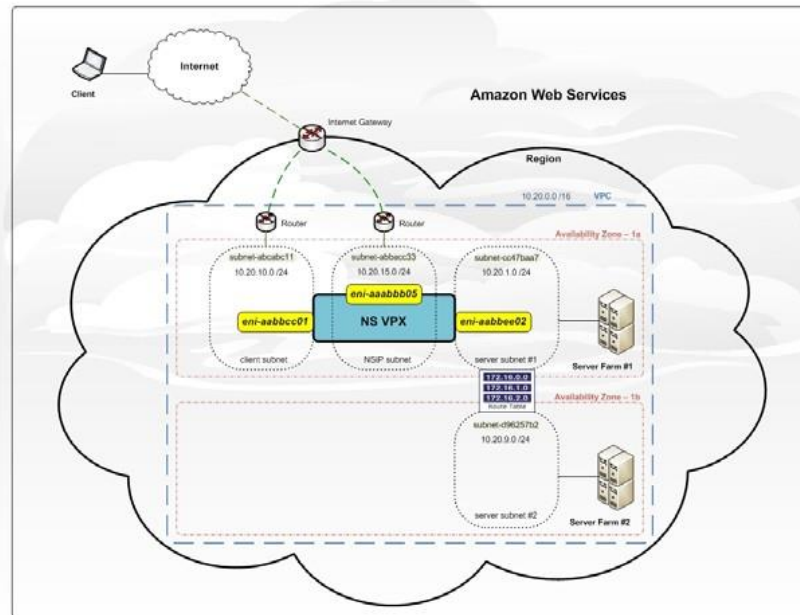 Internet
Client
Amazon Web Services
Internet Gateway
Region
10.20.0.0 /16 VPC
Router
Router
Availability Zone – 1a
subnet-abcabc11
10.20.10.0 /24
subnet-abbacc33
10.20.15.0 /24
subnet-cc47baa7
10.20.1.0 /24
eni-aaabbb05
eni-aabbcc01
NS VPX
eni-aabbee02
client subnet
NSIP subnet
server subnet #1
Server Farm #1
172.16.0.0
172.16.1.0
172.16.2.0
Route Table
Availability Zone – 1b
subnet-d96257b2
10.20.9.0 /24
server subnet #2
Server Farm #2